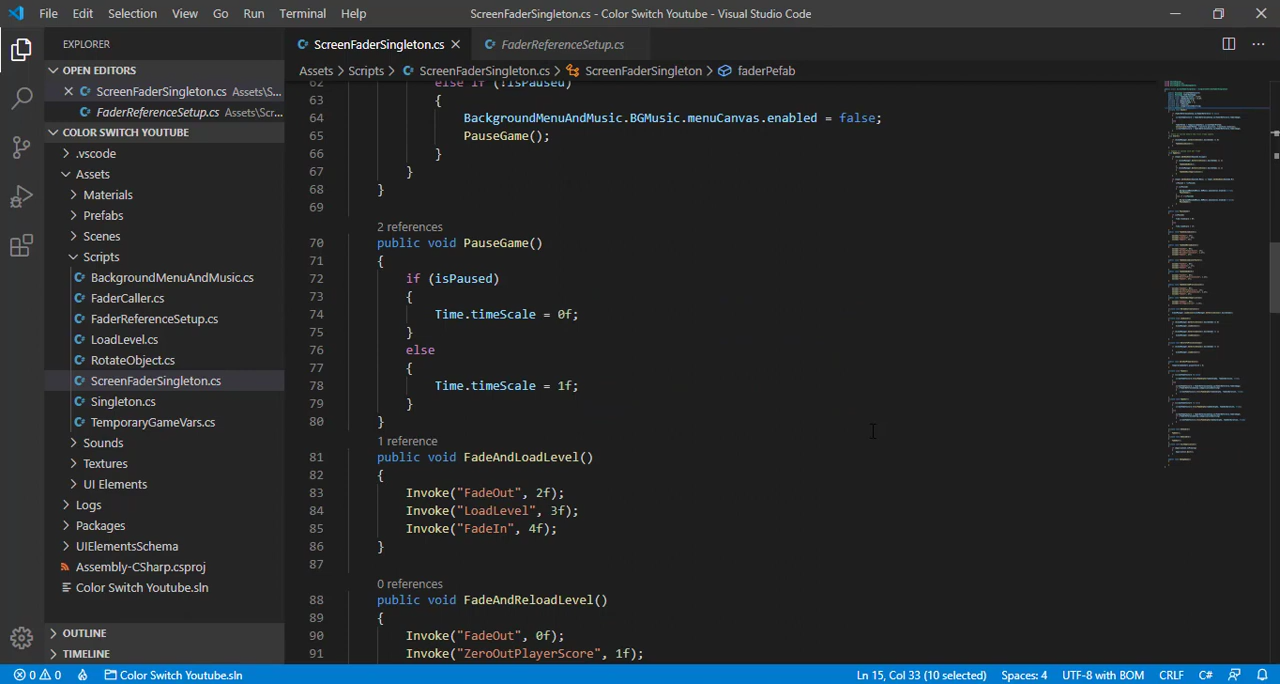 File Edit Selection View Go Run Terminal Help
ScreenFaderSingleton.cs - Color Switch Youtube - Visual Studio Code
EXPLORER
OPEN EDITORS
ScreenFaderSingleton.cs Assets\S...
FaderReferenceSetup.cs Assets\Scr...
COLOR SWITCH YOUTUBE
.vscode
Assets
Materials
Prefabs
Scenes
Scripts
BackgroundMenuAndMusic.cs
FaderCaller.cs
FaderReferenceSetup.cs
LoadLevel.cs
RotateObject.cs
ScreenFaderSingleton.cs
Singleton.cs
TemporaryGameVars.cs
Sounds
Textures
UI Elements
Logs
Packages
UIElementsSchema
Assembly-CSharp.csproj
Color Switch Youtube.sln
OUTLINE
TIMELINE
ScreenFaderSingleton.cs
FaderReferenceSetup.cs
Assets > Scripts > ScreenFaderSingleton.cs > ScreenFaderSingleton > faderPefab
62 else if (!isPaused)
63 {
64 BackgroundMenuAndMusic.BGMusic.menuCanvas.enabled = false;
65 PauseGame();
66 }
67 }
68 }
69
2 references
70 public void PauseGame()
71 {
72 if (isPaused)
73 {
74 Time.timeScale = 0f;
75 }
76 else
77 {
78 Time.timeScale = 1f;
79 }
80 }
1 reference
81 public void FadeAndLoadLevel()
82 {
83 Invoke("FadeOut", 2f);
84 Invoke("LoadLevel", 3f);
85 Invoke("FadeIn", 4f);
86 }
87
0 references
88 public void FadeAndReloadLevel()
89 {
90 Invoke("FadeOut", 0f);
91 Invoke("ZeroOutPlayerScore", 1f);
0 0 Color Switch Youtube.sln
Ln 15, Col 33 (10 selected) Spaces: 4 UTF-8 with BOM CRLF C#